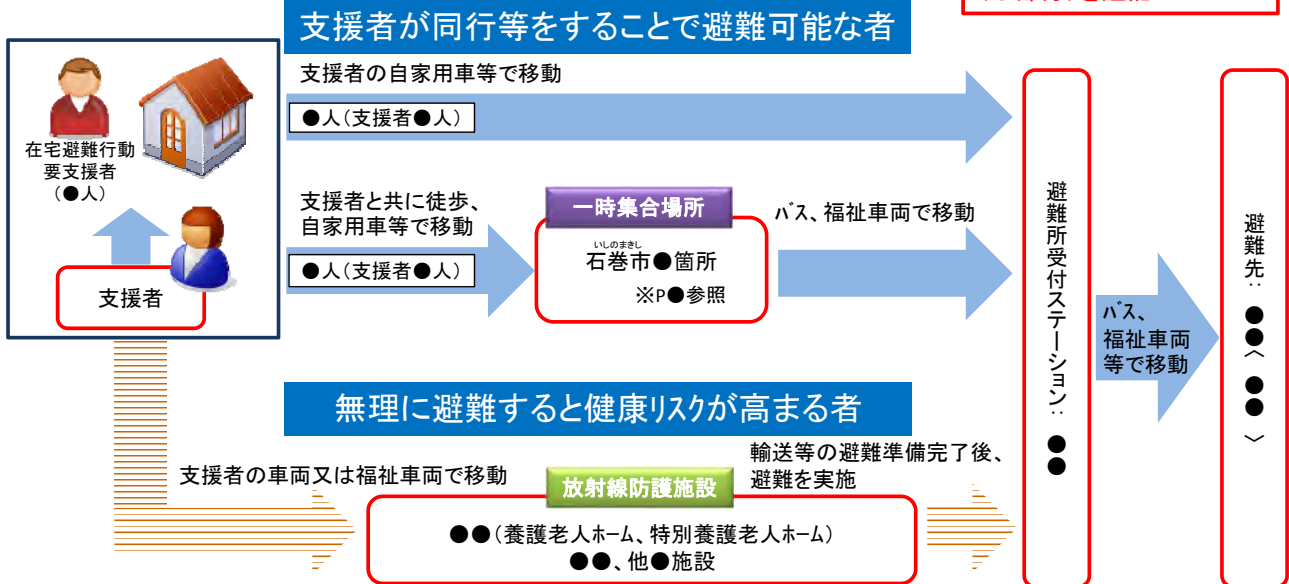 支援者が同行等をすることで避難可能な者
在宅避難行動
要支援者
(●人)
支援者
支援者の自家用車等で移動
●人(支援者●人)
支援者と共に徒歩、
自家用車等で移動
●人(支援者●人)
一時集合場所
いしのまきし
石巻市●箇所
※P●参照
バス、福祉車両で移動
避難所受付ステーション:●●
バス、
福祉車両
等で移動
避難先:●●〈●●〉
無理に避難すると健康リスクが高まる者
支援者の車両又は福祉車両で移動
放射線防護施設
●●(養護老人ホーム、特別養護老人ホーム)
●●、他●施設
輸送等の避難準備完了後、
避難を実施